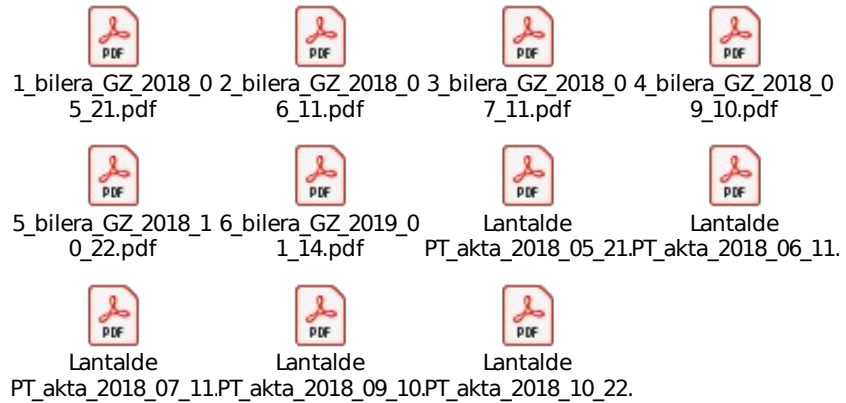 PDF PDF PDF PDF
1_bilera_GZ_2018_0 2_bilera_GZ_2018_0 3_bilera_GZ_2018_0 4_bilera_GZ_2018_0
5_21.pdf 6_11.pdf 7_11.pdf 9_10.pdf
PDF PDF PDF PDF
5_bilera_GZ_2018_1 6_bilera_GZ_2019_0 Lantalde Lantalde
0_22.pdf 1_14.pdf PT_akta_2018_05_21. PT_akta_2018_06_11.
PDF PDF PDF
Lantalde Lantalde Lantalde
PT_akta_2018_07_11. PT_akta_2018_09_10. PT_akta_2018_10_22.